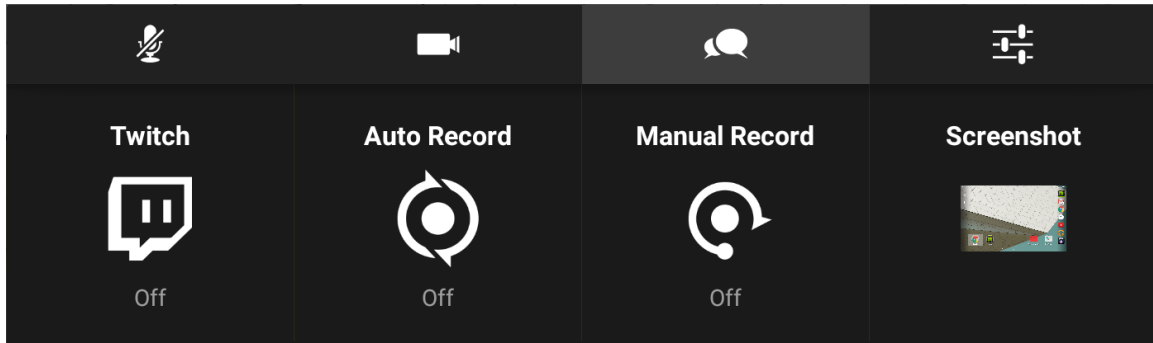 Twitch
Auto Record
Manual Record
Screenshot
Off
Off
Off